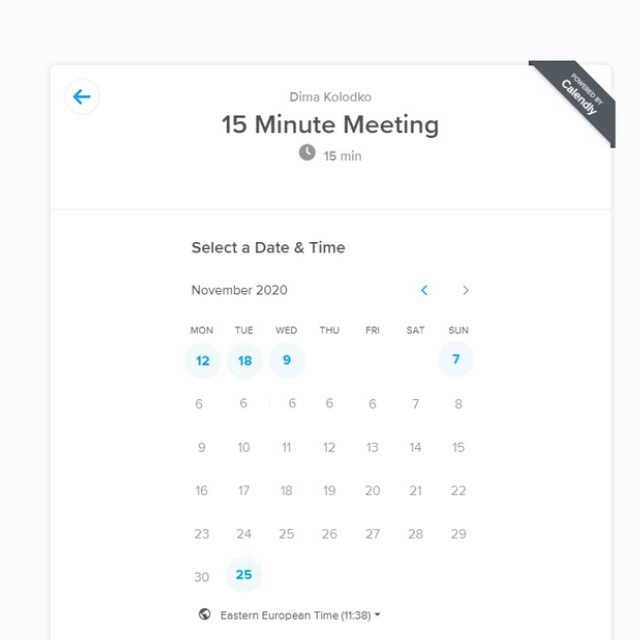 POWERED BY
Calendly
Dima Kolodko
15 Minute Meeting
15 min
Select a Date & Time
November 2020
MON TUE WED THU FRI SAT SUN
12 18 9 7
6 6 6 6 6 7 8
9 10 11 12 13 14 15
16 17 18 19 20 21 22
23 24 25 26 27 28 29
30 25
Eastern European Time (11:38)